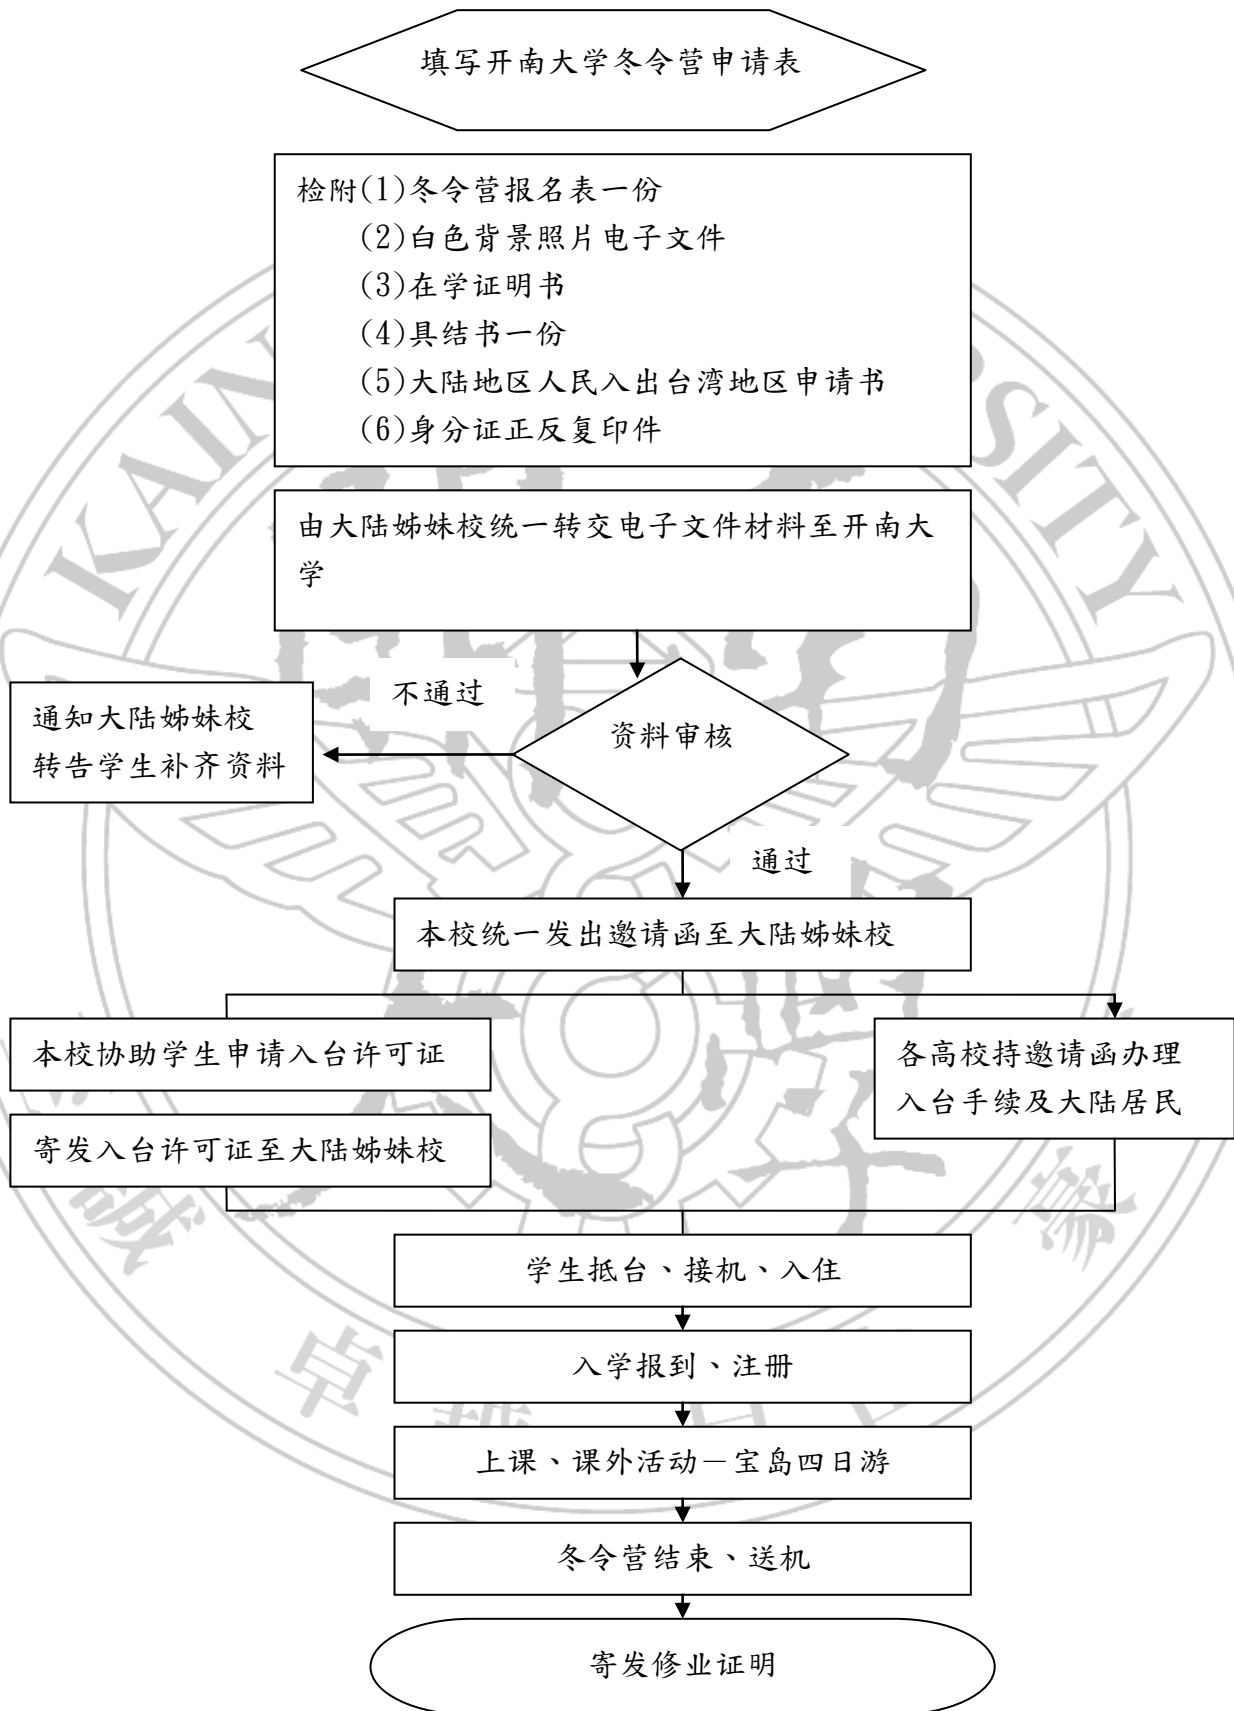 填写开南大学冬令营申请表
检附(1)冬令营报名表一份
(2)白色背景照片电子文件
(3)在学证明书
(4)具结书一份
(5)大陆地区人民入出台湾地区申请书
(6)身分证正反复印件
由大陆姊妹校统一转交电子文件材料至开南大
学
不通过
资料审核
通知大陆姊妹校
转告学生补齐资料
通过
本校统一发出邀请函至大陆姊妹校
本校协助学生申请入台许可证
各高校持邀请函办理
入台手续及大陆居民
寄发入台许可证至大陆姊妹校
学生抵台、接机、入住
入学报到、注册
上课、课外活动－宝岛四日游
冬令营结束、送机
寄发修业证明